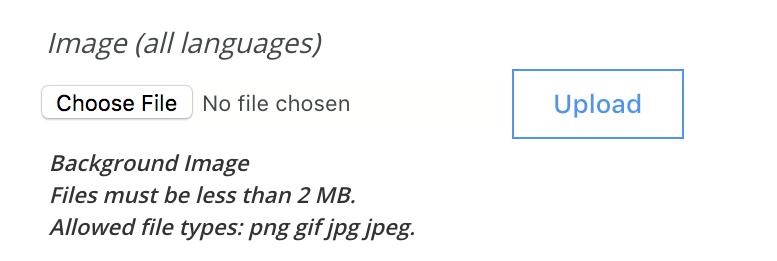 Image (all languages)
Choose File No file chosen
Upload
Background Image
Files must be less than 2 MB.
Allowed file types: png gif jpg jpeg.